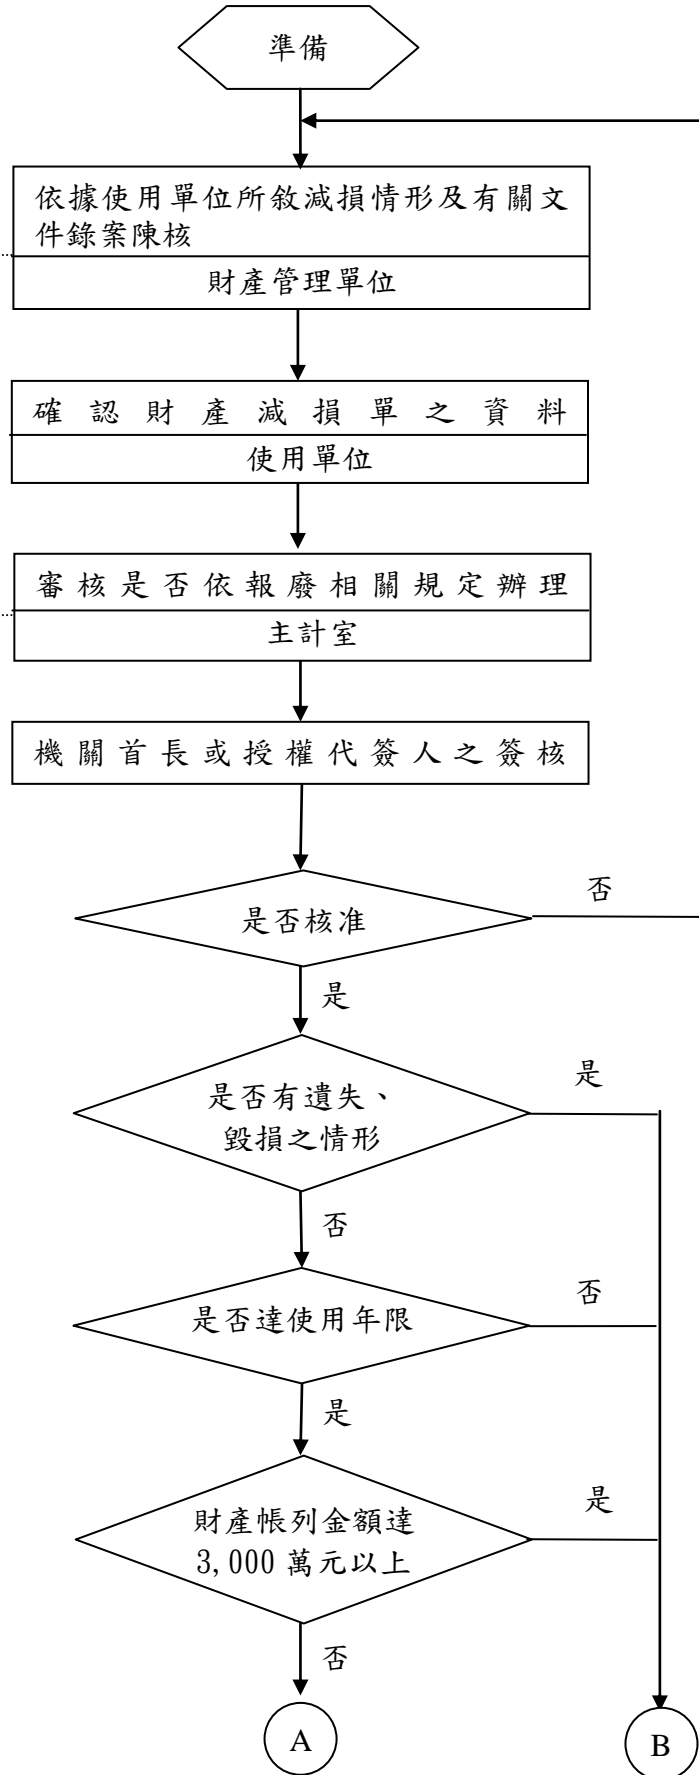 準備
依據使用單位所敘減損情形及有關文
件錄案陳核
財產管理單位
確認財產減損單之資料
使用單位
審核是否依報廢相關規定辦理
主計室
機關首長或授權代簽人之簽核
是否核准
否
是
是否有遺失、
毀損之情形
是
否
是否達使用年限
否
是
財產帳列金額達
3,000 萬元以上
是
否
A
B